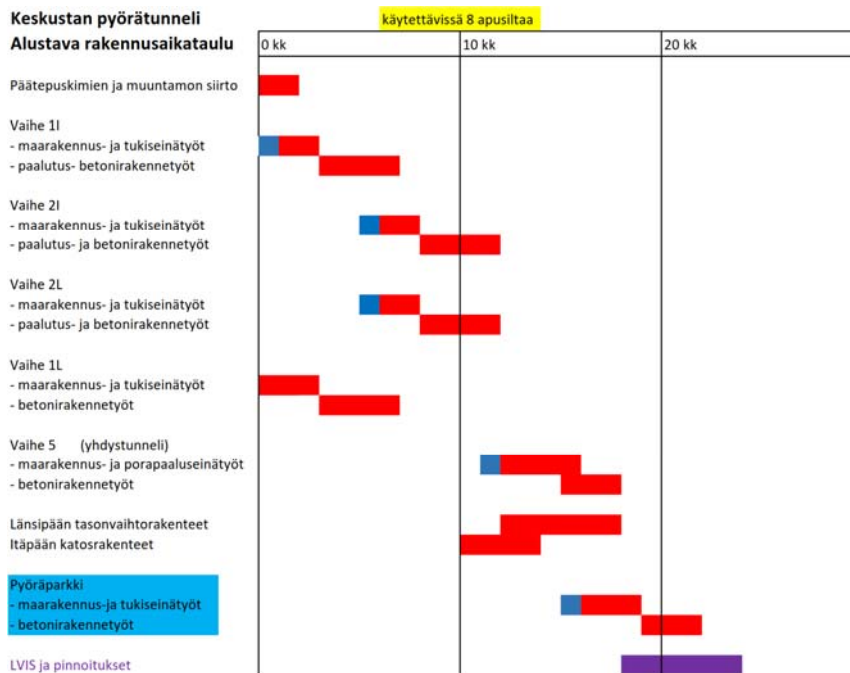 Keskustan pyörätunneli
käytettävissä 8 apusiltaa
Alustava rakennusaikataulu
0 kk
10 kk
20 kk
Päätepuskimien ja muuntamon siirto
Vaihe 1I
- maarakennus- ja tukiseinätyöt
- paalutus- betonirakennetyöt
Vaihe 2I
- maarakennus- ja tukiseinätyöt
- paalutus- ja betonirakennetyöt
Vaihe 2L
- maarakennus- ja tukiseinätyöt
- paalutus- ja betonirakennetyöt
Vaihe 1L
- maarakennus- ja tukiseinätyöt
- betonirakennetyöt
Vaihe 5 (yhdystunneli)
- maarakennus- ja porapaaluseinätyöt
- betonirakennetyöt
Länsipään tasonvaihtorakenteet
Itäpään katosrakenteet
Pyöräparkki
- maarakennus-ja tukiseinätyöt
- betonirakennetyöt
LVIS ja pinnoitukset